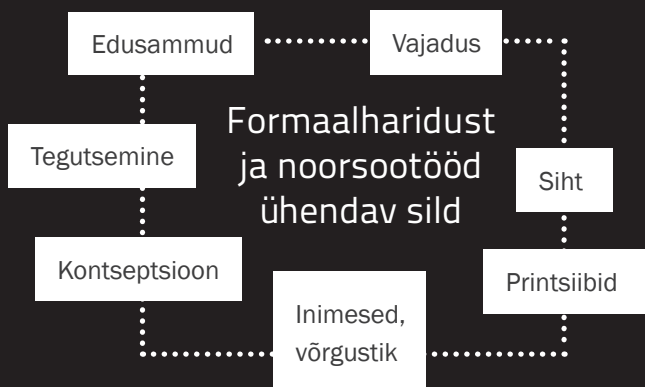 Edusammud
Vajadus
Formaalharidust
ja noorsootööd
ühendav sild
Tegutsemine
Siht
Kontseptsioon
Printsiibid
Inimesed,
võrgustik